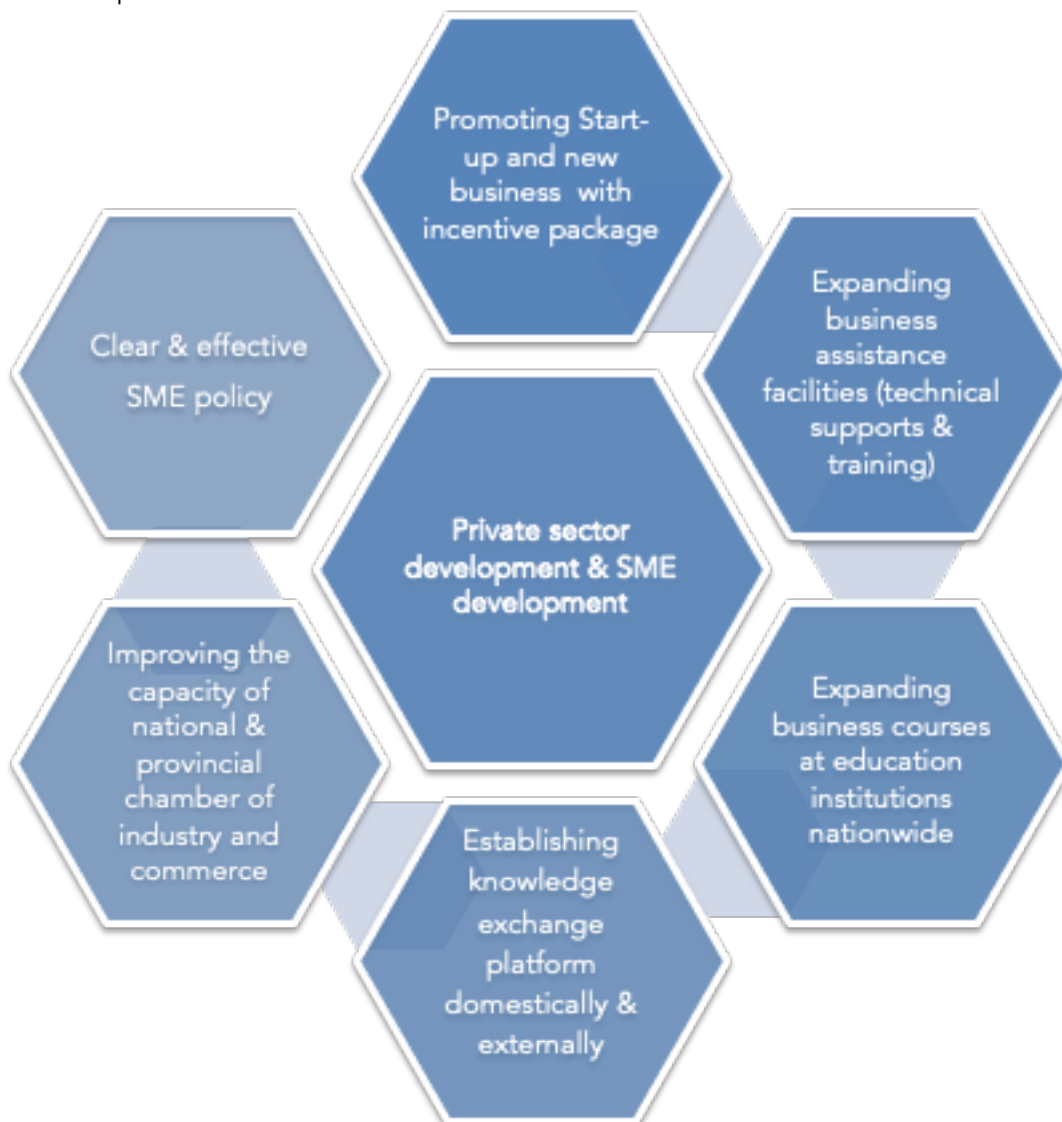 Promoting Start-
up and new
business with
incentive package
Expanding
business
assistance
facilities (technical
supports &
training)
Expanding
business courses
at education
institutions
nationwide
Establishing
knowledge
exchange
platform
domestically &
externally
Improving the
capacity of
national &
provincial
chamber of
industry and
commerce
Clear & effective
SME policy
Private sector
development & SME
development